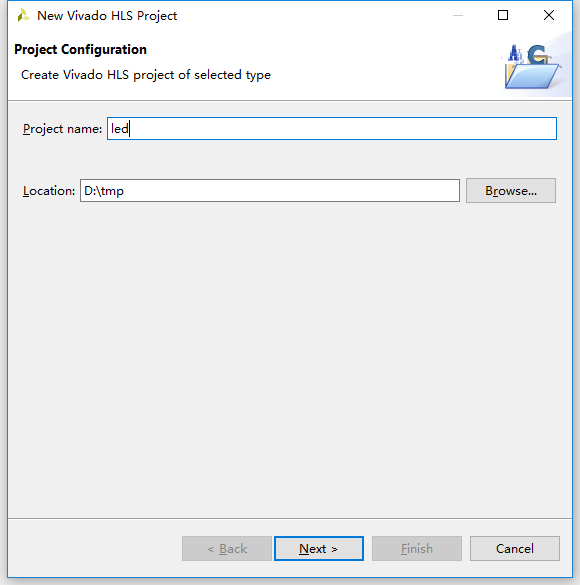 New Vivado HLS Project
Project Configuration
Create Vivado HLS project of selected type
Project name: led
Location: D:\tmp Browse...
< Back Next > Finish Cancel